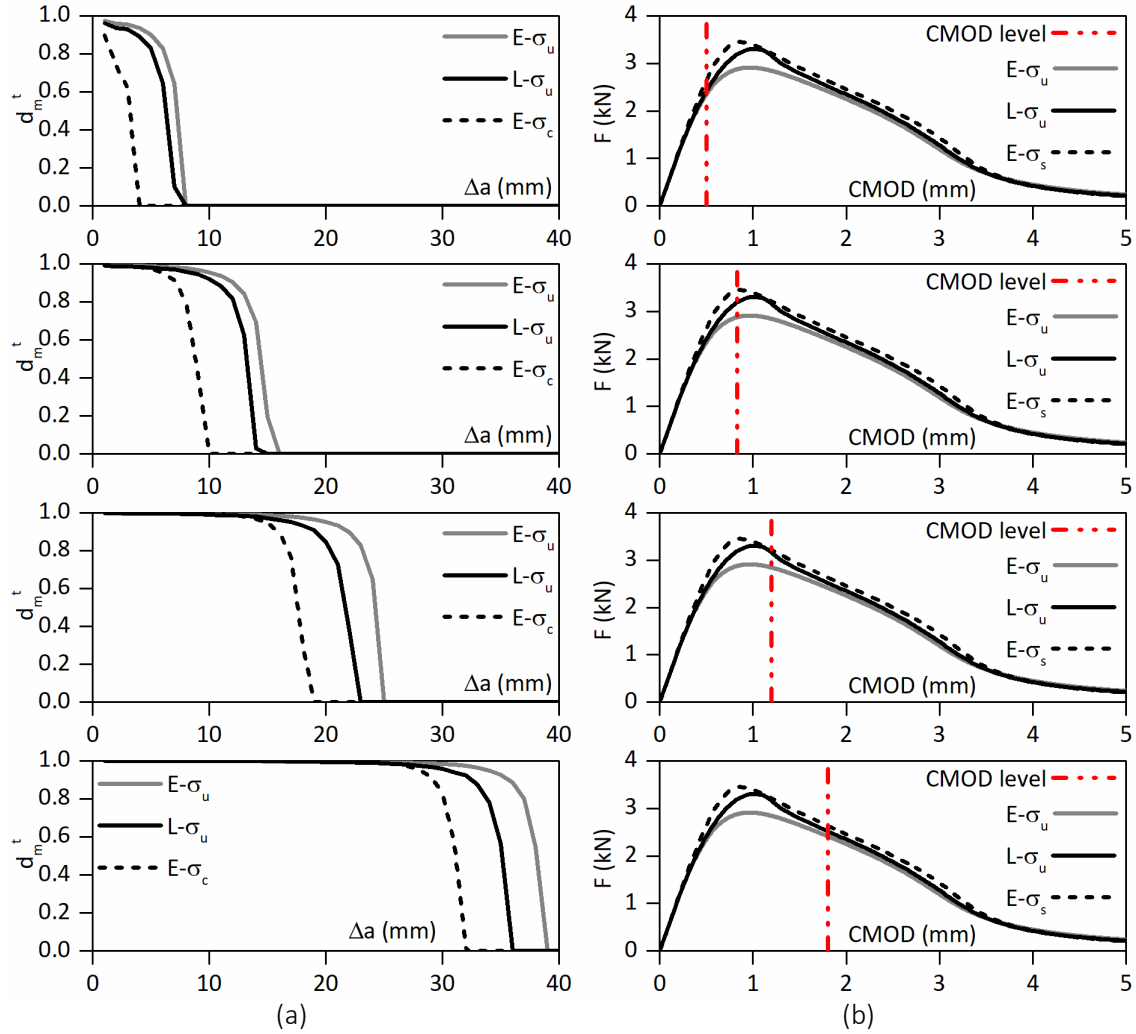 1.0
0.8
0.6
0.4
0.2
0.0
d_m^t
E-σ_u
L-σ_u
E-σ_c
Δa (mm)
0 10 20 30 40
4
3
2
1
0
F (kN)
CMOD level
E-σ_u
L-σ_u
E-σ_s
CMOD (mm)
0 1 2 3 4 5
1.0
0.8
0.6
0.4
0.2
0.0
d_m^t
E-σ_u
L-σ_u
E-σ_c
Δa (mm)
0 10 20 30 40
4
3
2
1
0
F (kN)
CMOD level
E-σ_u
L-σ_u
E-σ_s
CMOD (mm)
0 1 2 3 4 5
1.0
0.8
0.6
0.4
0.2
0.0
d_m^t
E-σ_u
L-σ_u
E-σ_c
Δa (mm)
0 10 20 30 40
4
3
2
1
0
F (kN)
CMOD level
E-σ_u
L-σ_u
E-σ_s
CMOD (mm)
0 1 2 3 4 5
1.0
0.8
0.6
0.4
0.2
0.0
d_m^t
E-σ_u
L-σ_u
E-σ_c
Δa (mm)
0 10 20 30 40
4
3
2
1
0
F (kN)
CMOD level
E-σ_u
L-σ_u
E-σ_s
CMOD (mm)
0 1 2 3 4 5
(a) (b)